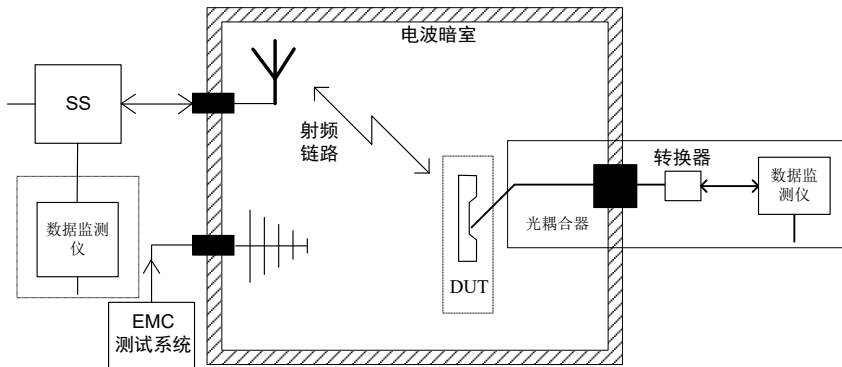 电波暗室
SS
射频
链路
转换器
数据监
测仪
数据监测
仪
光耦合器
DUT
EMC
测试系统